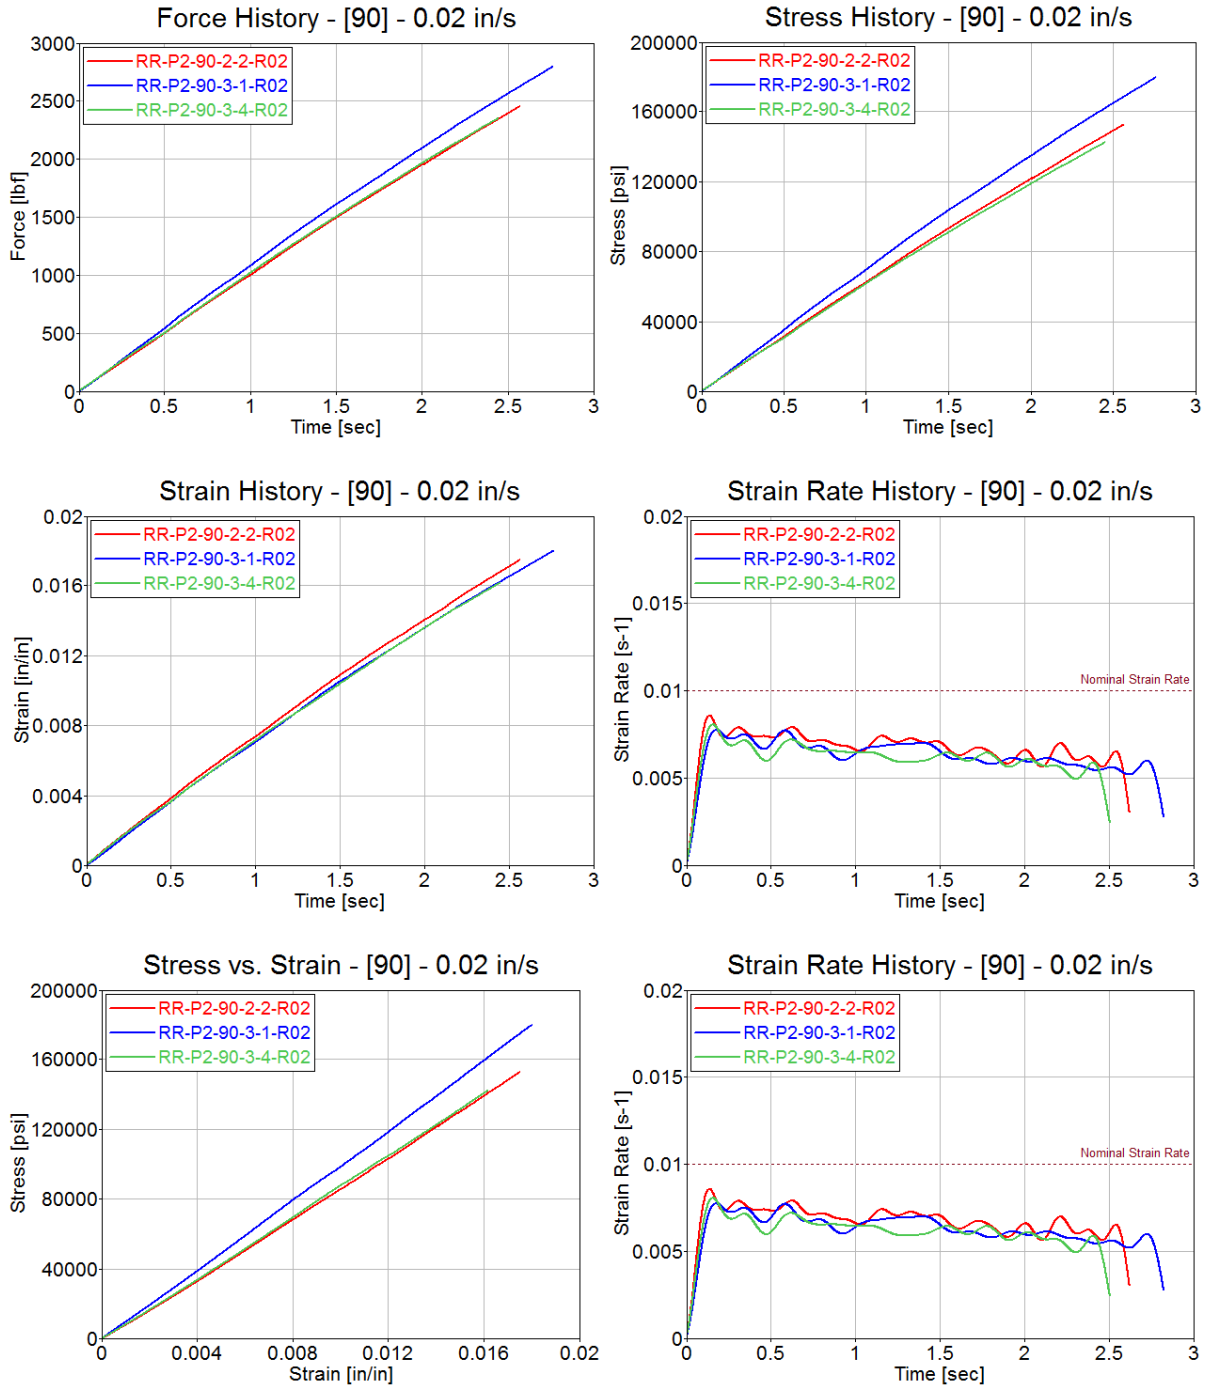 Force History - [90] - 0.02 in/s
3000
2500
2000
1500
1000
500
0
Force [lbf]
RR-P2-90-2-2-R02
RR-P2-90-3-1-R02
RR-P2-90-3-4-R02
0 0.5 1 1.5 2 2.5 3
Time [sec]
Stress History - [90] - 0.02 in/s
200000
160000
120000
80000
40000
0
Stress [psi]
RR-P2-90-2-2-R02
RR-P2-90-3-1-R02
RR-P2-90-3-4-R02
0 0.5 1 1.5 2 2.5 3
Time [sec]
Strain History - [90] - 0.02 in/s
0.02
0.016
0.012
0.008
0.004
0
Strain [in/in]
RR-P2-90-2-2-R02
RR-P2-90-3-1-R02
RR-P2-90-3-4-R02
0 0.5 1 1.5 2 2.5 3
Time [sec]
Strain Rate History - [90] - 0.02 in/s
0.02
0.015
0.01
0.005
0
Strain Rate [s-1]
RR-P2-90-2-2-R02
RR-P2-90-3-1-R02
RR-P2-90-3-4-R02
Nominal Strain Rate
0 0.5 1 1.5 2 2.5 3
Time [sec]
Stress vs. Strain - [90] - 0.02 in/s
200000
160000
120000
80000
40000
0
Stress [psi]
RR-P2-90-2-2-R02
RR-P2-90-3-1-R02
RR-P2-90-3-4-R02
0 0.004 0.008 0.012 0.016 0.02
Strain [in/in]
Strain Rate History - [90] - 0.02 in/s
0.02
0.015
0.01
0.005
0
Strain Rate [s-1]
RR-P2-90-2-2-R02
RR-P2-90-3-1-R02
RR-P2-90-3-4-R02
Nominal Strain Rate
0 0.5 1 1.5 2 2.5 3
Time [sec]